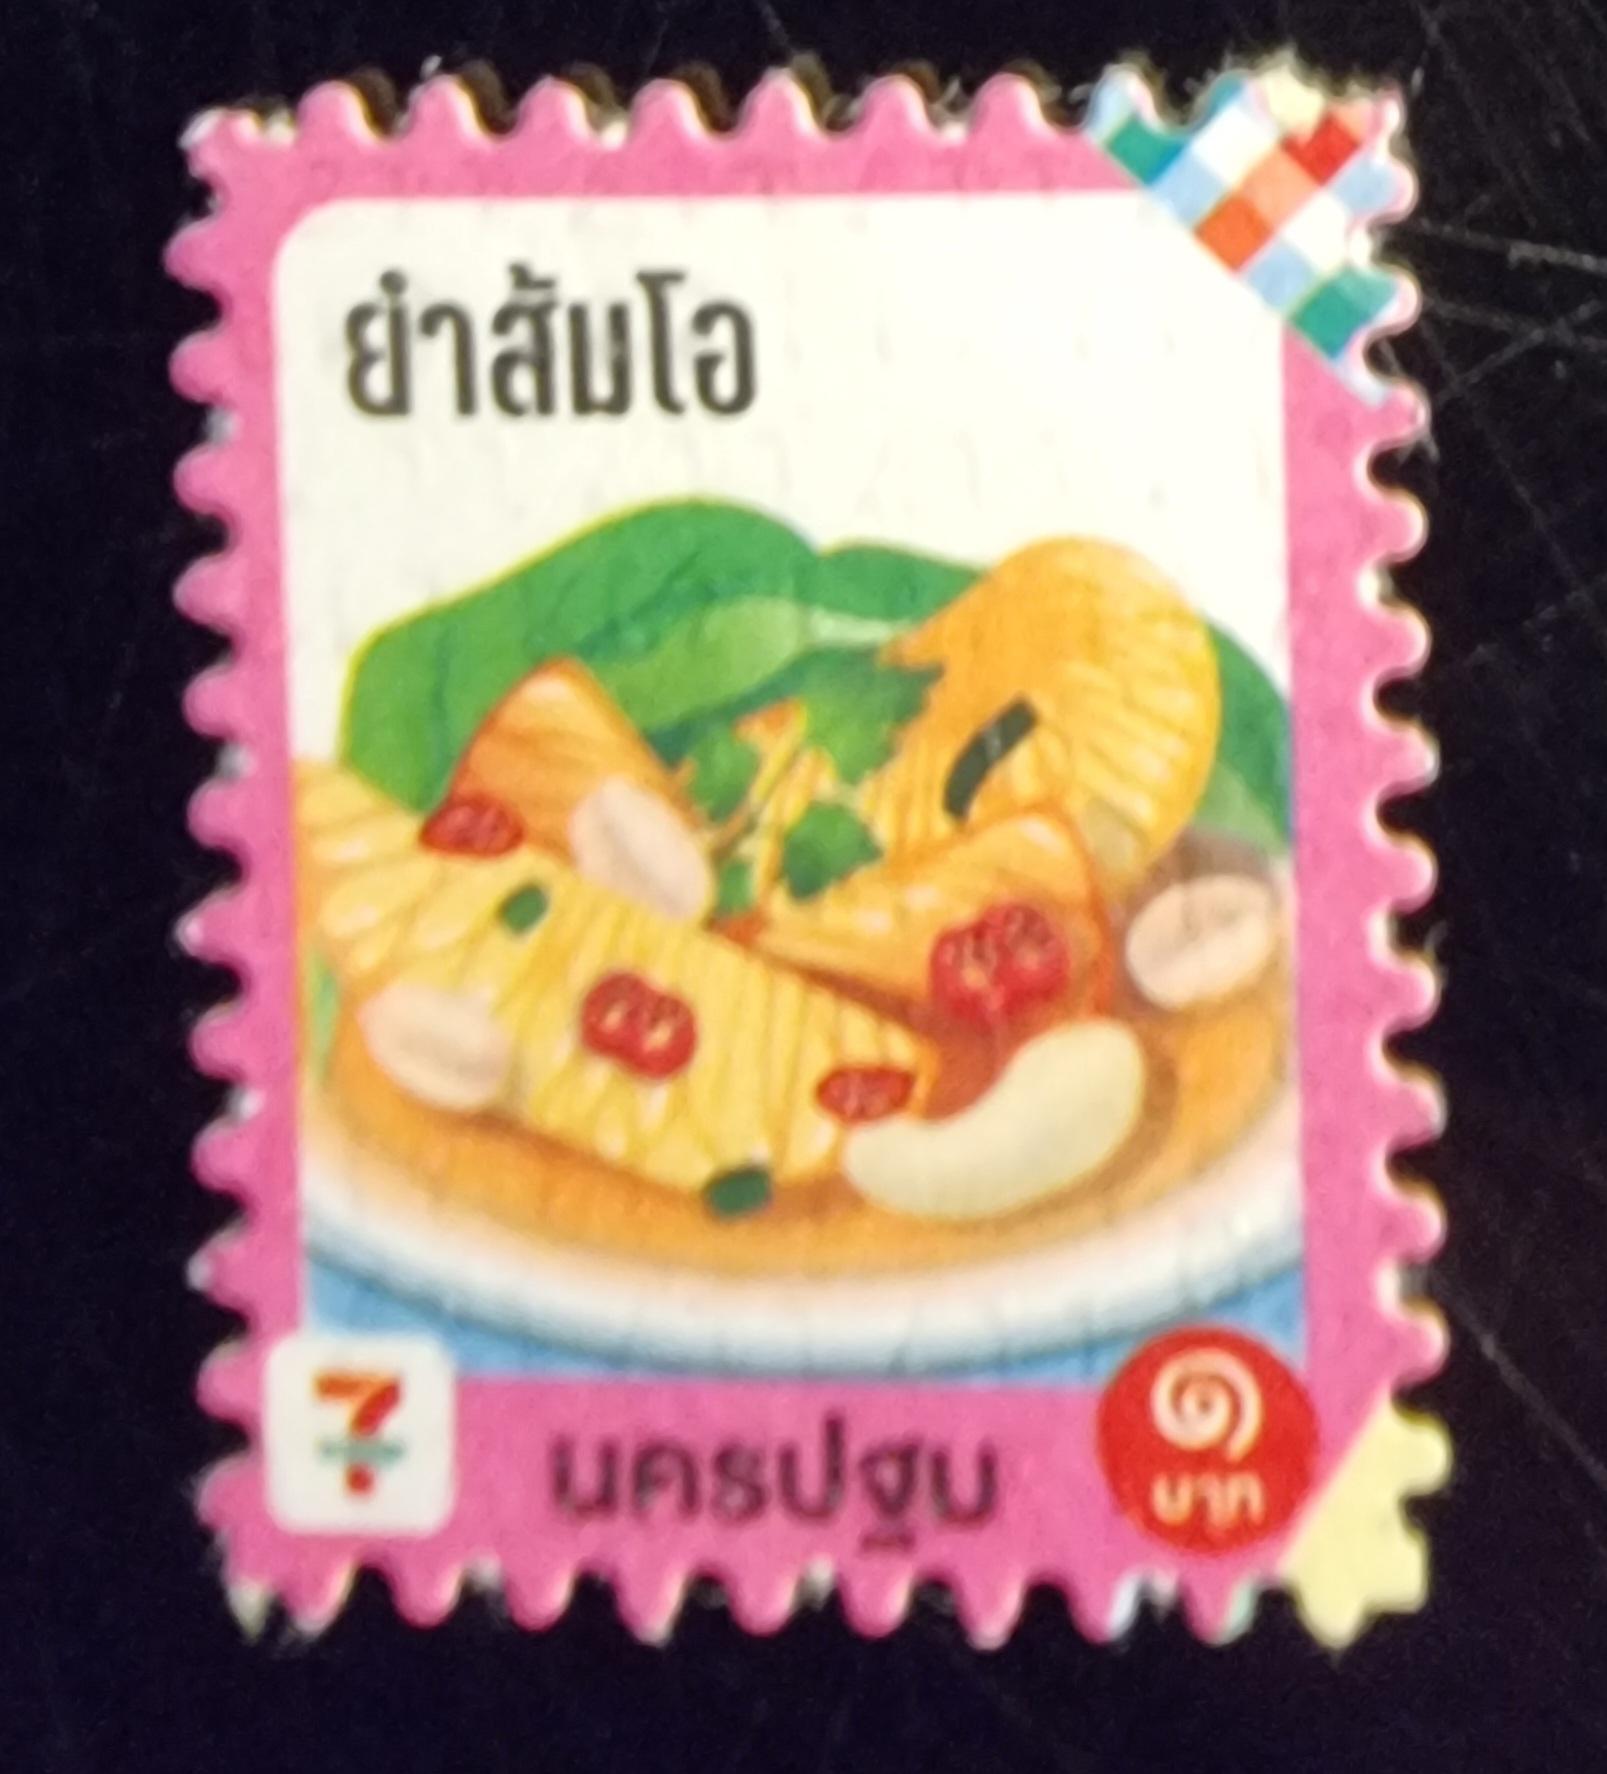 ยำส้มโอ
7
นครปฐม
๑
บาท